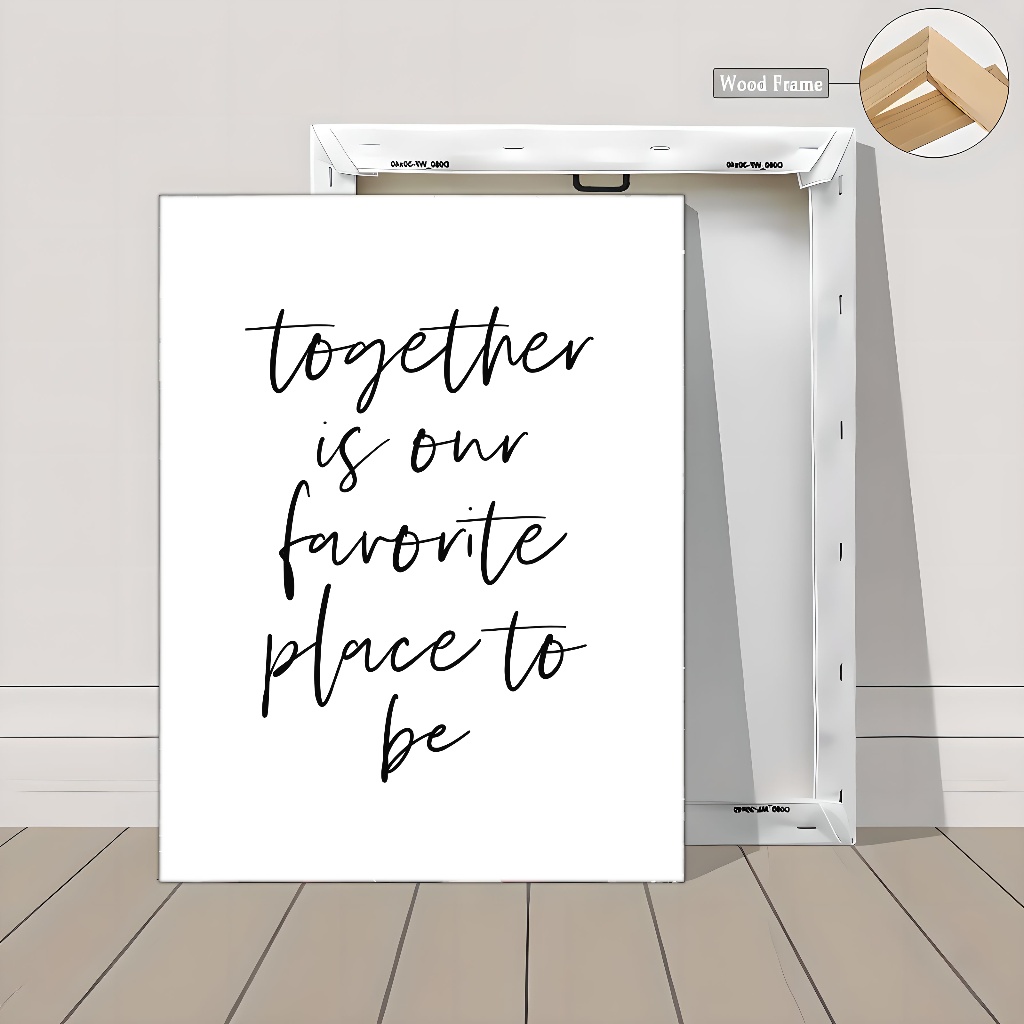 Wood Frame
together
is our
favorite
place to
be